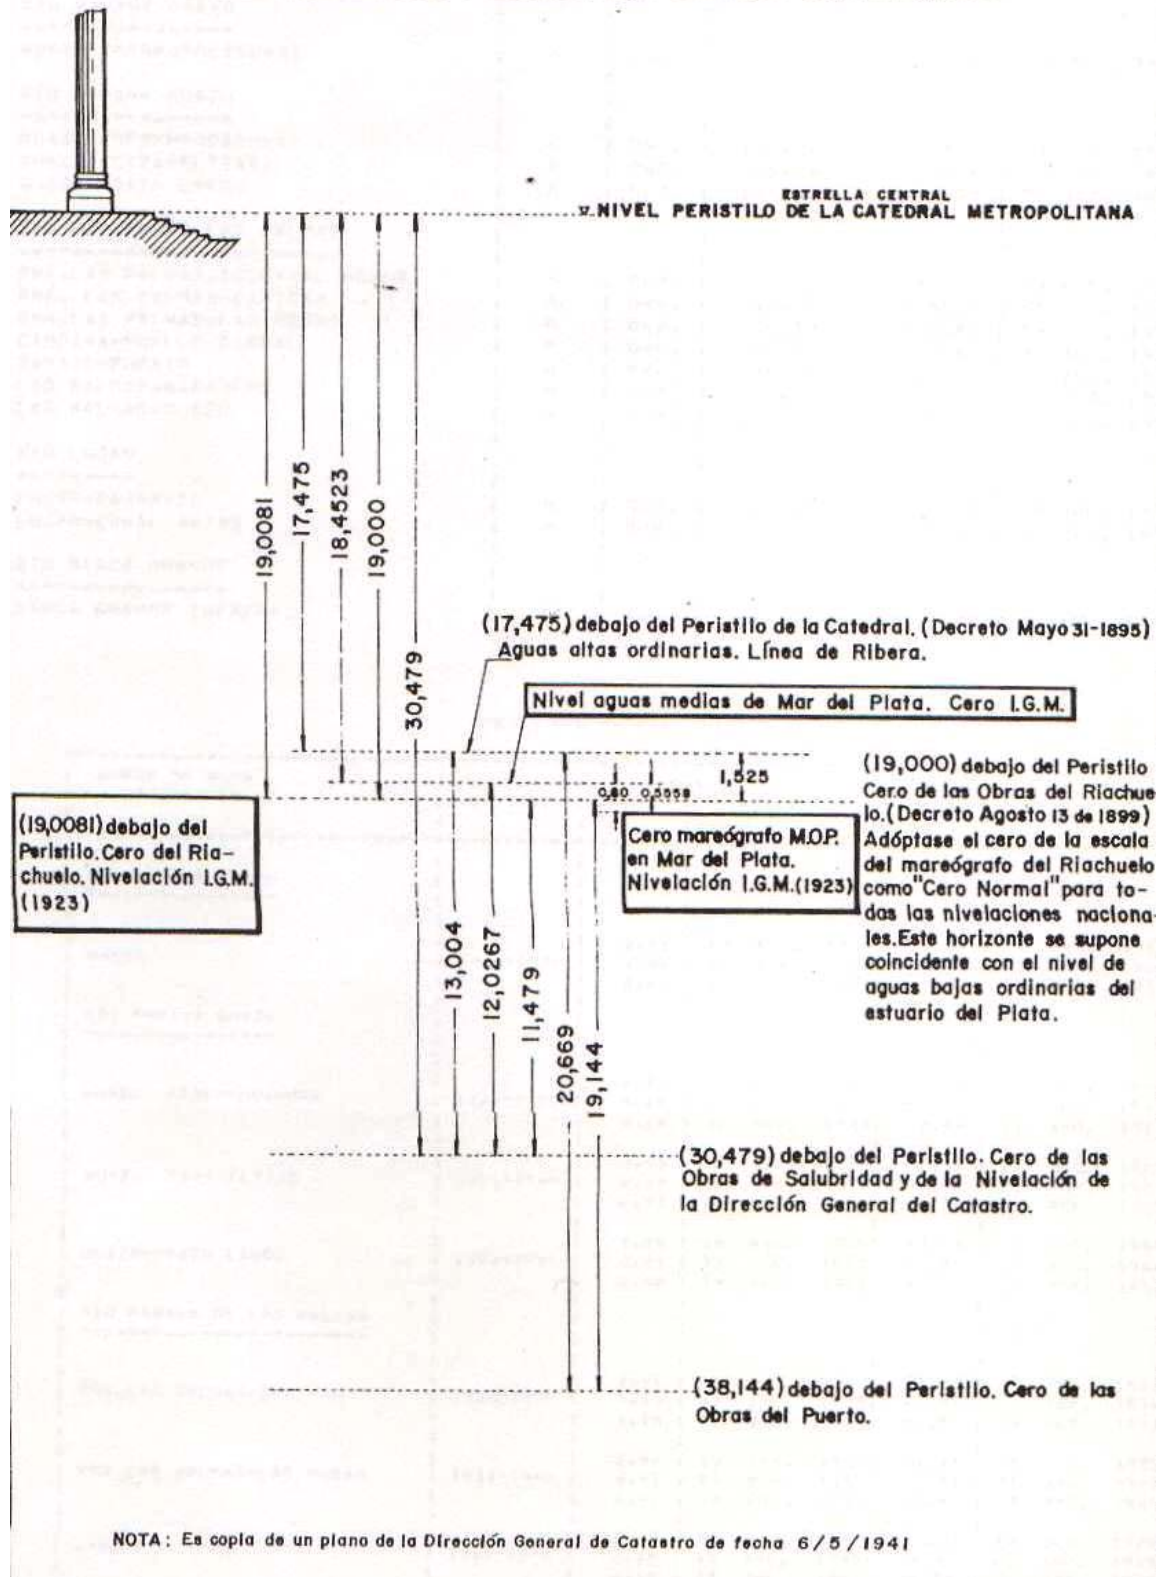 ESTRELLA CENTRAL
NIVEL PERISTILO DE LA CATEDRAL METROPOLITANA
19,0081
17,475
18,4523
19,000
30,479
(17,475) debajo del Peristilo de la Catedral. (Decreto Mayo 31-1895)
Aguas altas ordinarias. Línea de Ribera.
Nivel aguas medias de Mar del Plata. Cero I.G.M.
1,525
0,5558
(19,0081) debajo del
Peristilo. Cero del Ria-
chuelo. Nivelación I.G.M.
(1923)
Cero mareógrafo M.O.P.
en Mar del Plata.
Nivelación I.G.M. (1923)
(19,000) debajo del Peristilo
Cero de las Obras del Riachue
lo. (Decreto Agosto 13 de 1899)
Adóptase el cero de la escala
del mareógrafo del Riachuelo
como "Cero Normal" para to-
das las nivelaciones naciona-
les. Este horizonte se supone
coincidente con el nivel de
aguas bajas ordinarias del
estuario del Plata.
13,004
12,0267
11,479
20,669
19,144
(30,479) debajo del Peristilo. Cero de las
Obras de Salubridad y de la Nivelación de
la Dirección General del Catastro.
(38,144) debajo del Peristilo. Cero de las
Obras del Puerto.
NOTA: Es copia de un plano de la Dirección General de Catastro de fecha 6/5/1941